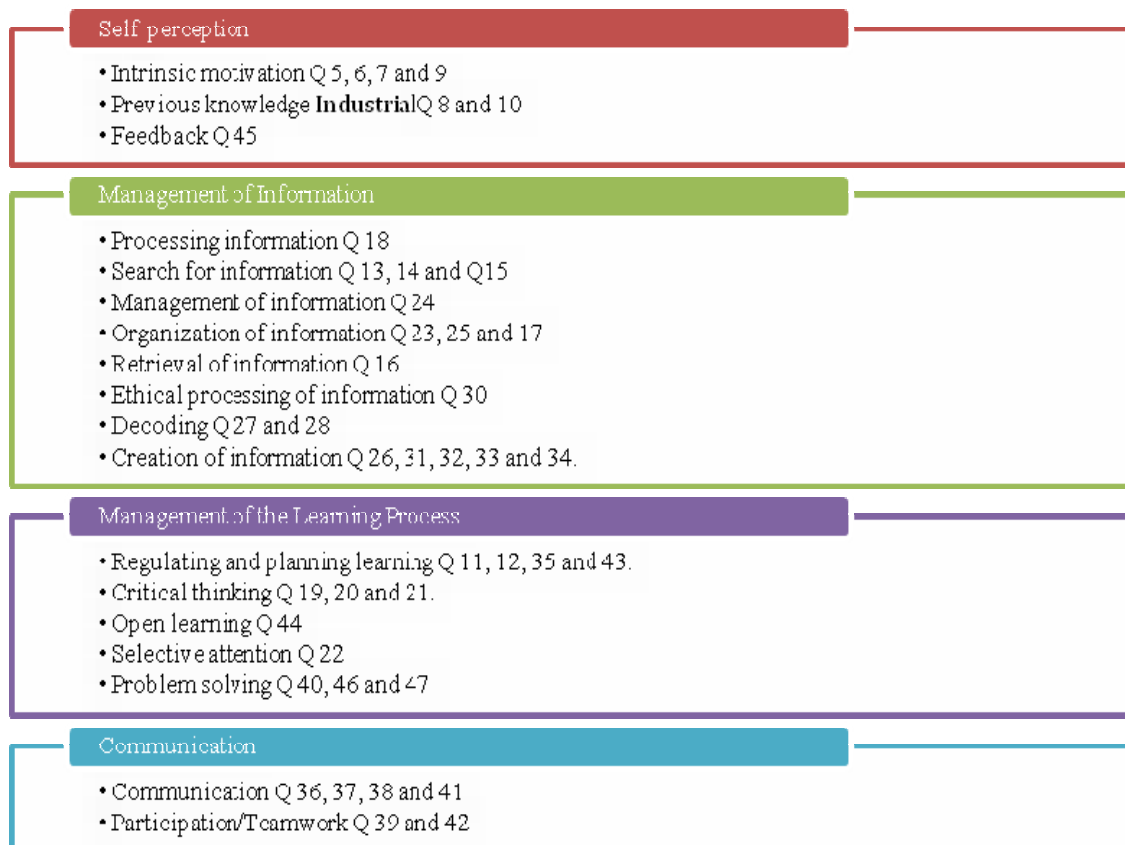 Self perception
• Intrinsic motivation Q 5, 6, 7 and 9
• Previous knowledge IndustrialQ 8 and 10
• Feedback Q 45
Management of Information
• Processing information Q 18
• Search for information Q 13, 14 and Q15
• Management of information Q 24
• Organization of information Q 23, 25 and 17
• Retrieval of information Q 16
• Ethical processing of information Q 30
• Decoding Q 27 and 28
• Creation of information Q 26, 31, 32, 33 and 34.
Management of the Learning Process
• Regulating and planning learning Q 11, 12, 35 and 43.
• Critical thinking Q 19, 20 and 21.
• Open learning Q 44
• Selective attention Q 22
• Problem solving Q 40, 46 and 47
Communication
• Communication Q 36, 37, 38 and 41
• Participation/Teamwork Q 39 and 42